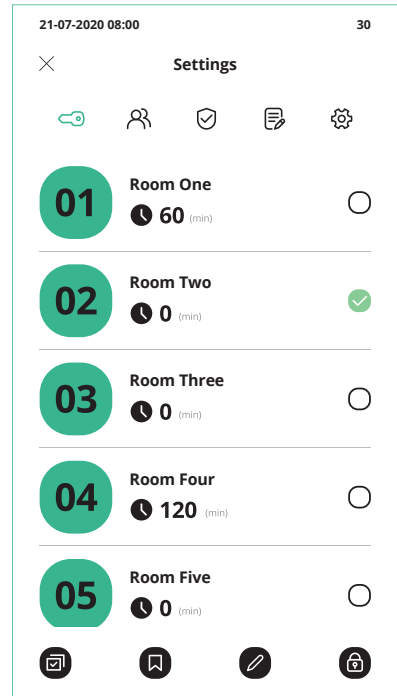 21-07-2020 08:00 30
Settings
01 Room One
60 (min)
02 Room Two
0 (min)
03 Room Three
0 (min)
04 Room Four
120 (min)
05 Room Five
0 (min)